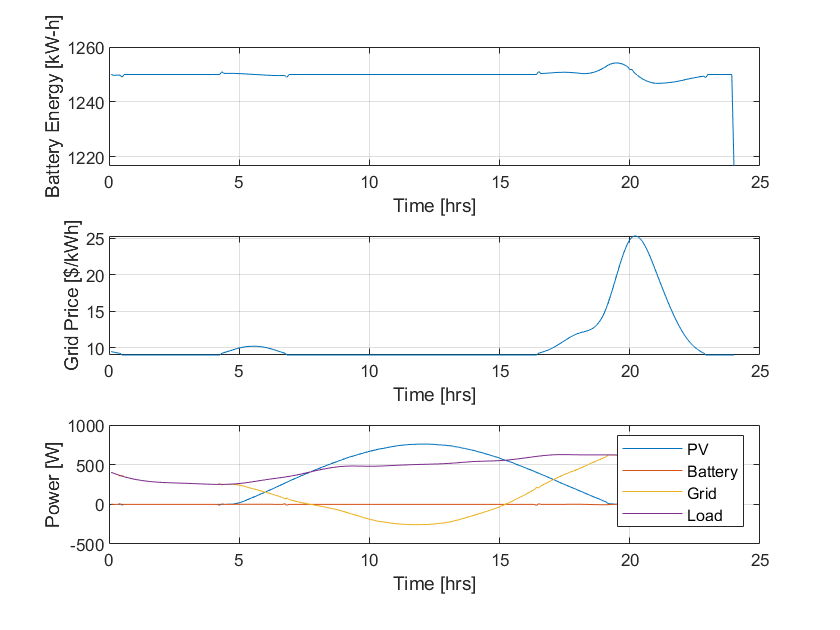 1260
1240
1220
Battery Energy [kW-h]
0 5 10 15 20 25
Time [hrs]
25
20
15
10
Grid Price [$/kWh]
0 5 10 15 20 25
Time [hrs]
1000
500
0
-500
Power [W]
PV
Battery
Grid
Load
0 5 10 15 20 25
Time [hrs]